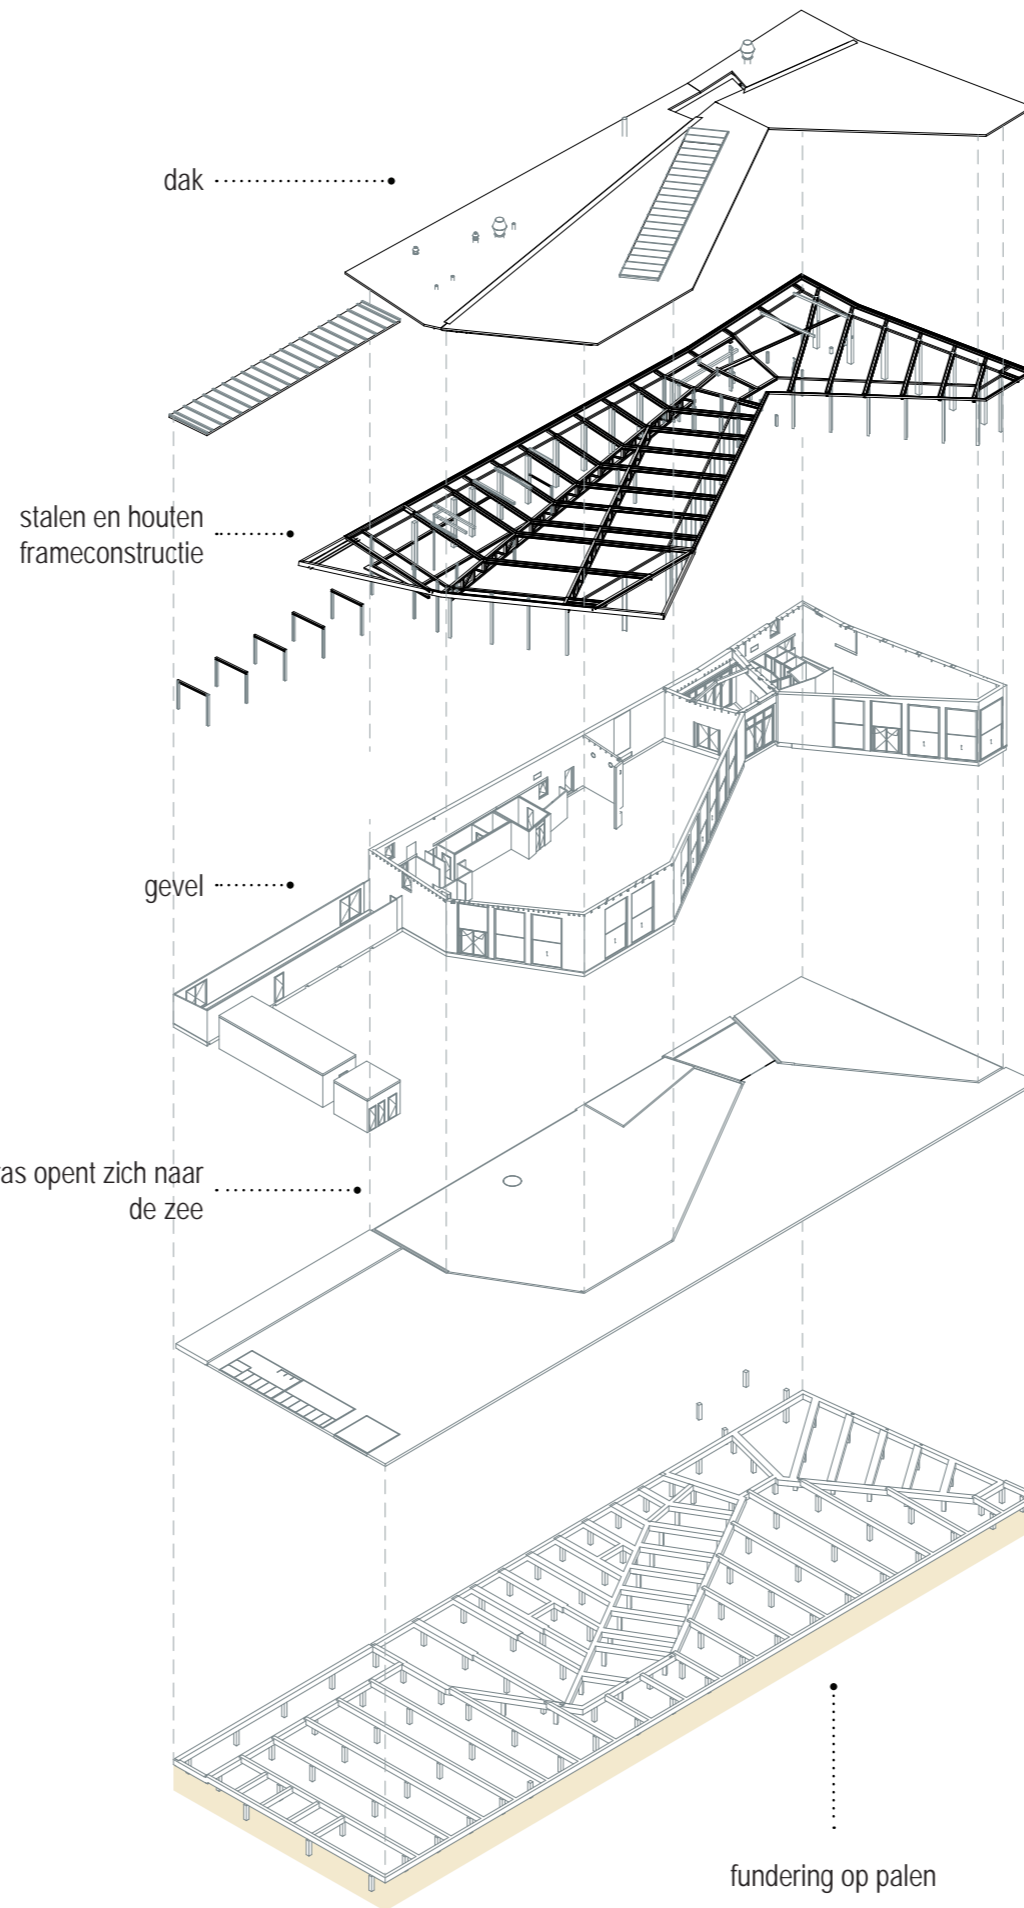 dak
stalen en houten
frameconstructie
gevel
opent zich naar
de zee
fundering op palen